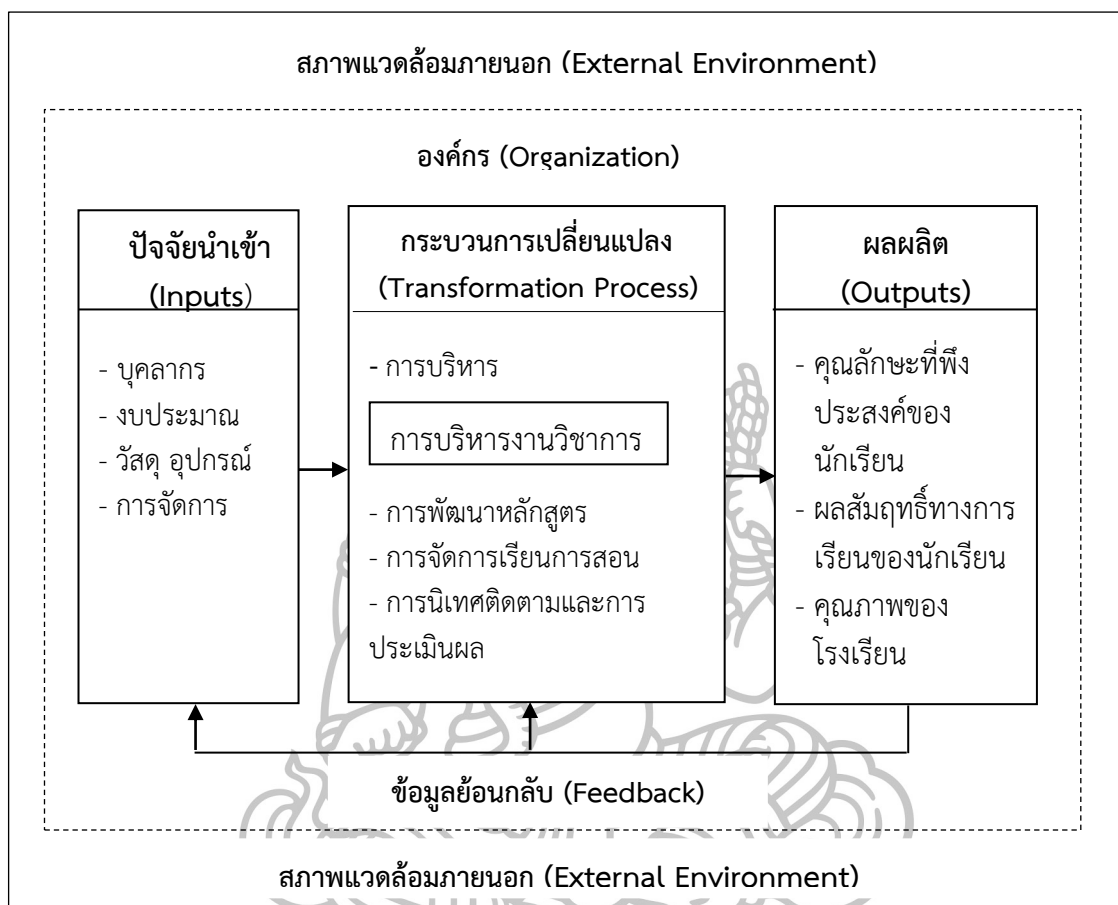 สภาพแวดล้อมภายนอก (External Environment)
องค์กร (Organization)
ปัจจัยนำเข้า
(Inputs)
- บุคลากร
- งบประมาณ
- วัสดุ อุปกรณ์
- การจัดการ
กระบวนการเปลี่ยนแปลง
(Transformation Process)
- การบริหาร
การบริหารงานวิชาการ
- การพัฒนาหลักสูตร
- การจัดการเรียนการสอน
- การนิเทศติดตามและการ
ประเมินผล
ผลผลิต
(Outputs)
- คุณลักษะที่พึง
ประสงค์ของ
นักเรียน
- ผลสัมฤทธิ์ทางการ
เรียนของนักเรียน
- คุณภาพของ
โรงเรียน
ข้อมูลย้อนกลับ (Feedback)
สภาพแวดล้อมภายนอก (External Environment)